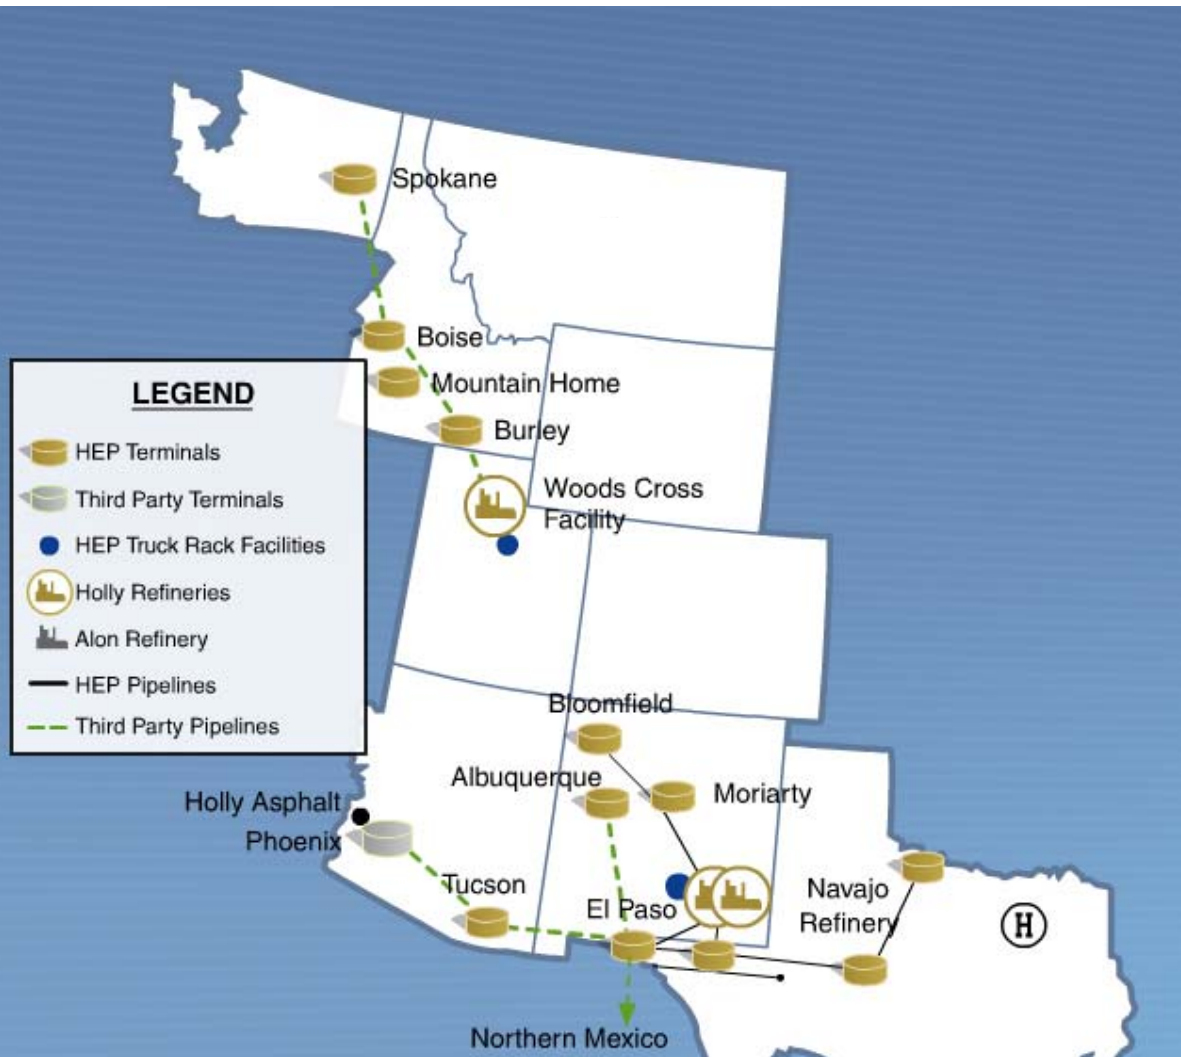 Spokane
Boise
Mountain Home
Burley
LEGEND
HEP Terminals
Third Party Terminals
HEP Truck Rack Facilities
Holly Refineries
Alon Refinery
HEP Pipelines
Third Party Pipelines
Woods Cross
Facility
Bloomfield
Albuquerque
Moriarty
Holly Asphalt
Phoenix
Tucson
El Paso
Navajo
Refinery
H
Northern Mexico